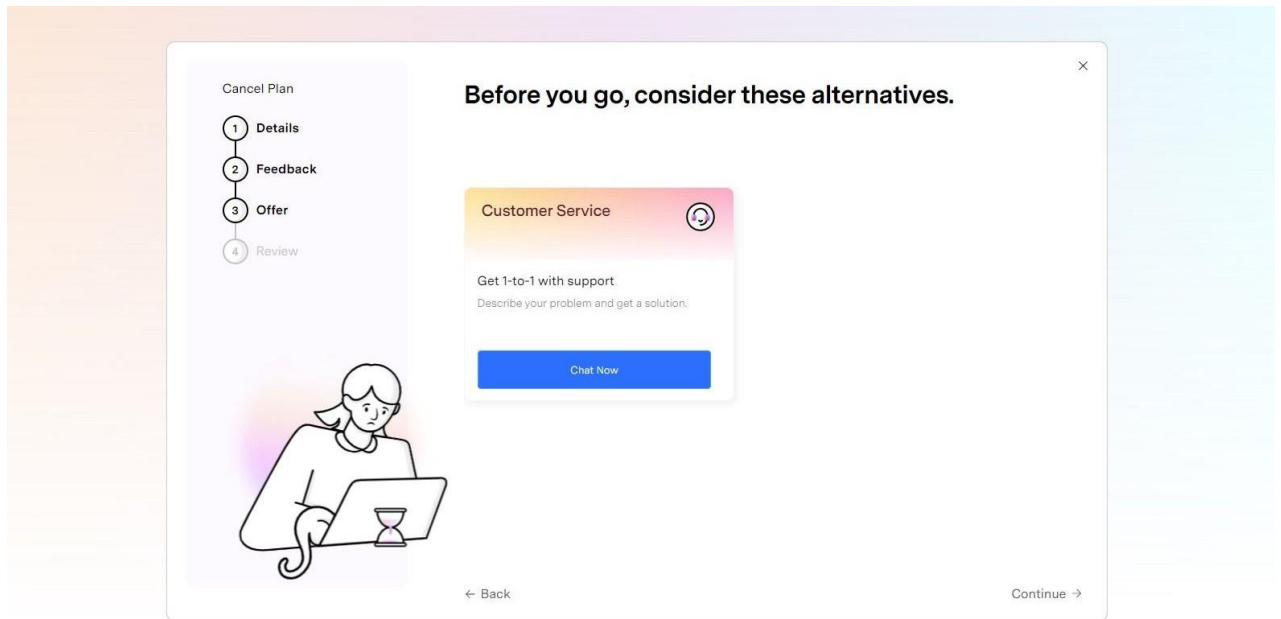 Cancel Plan
1 Details
2 Feedback
3 Offer
4 Review
Before you go, consider these alternatives.
Customer Service
Get 1-to-1 with support
Describe your problem and get a solution.
Chat Now
← Back
Continue →